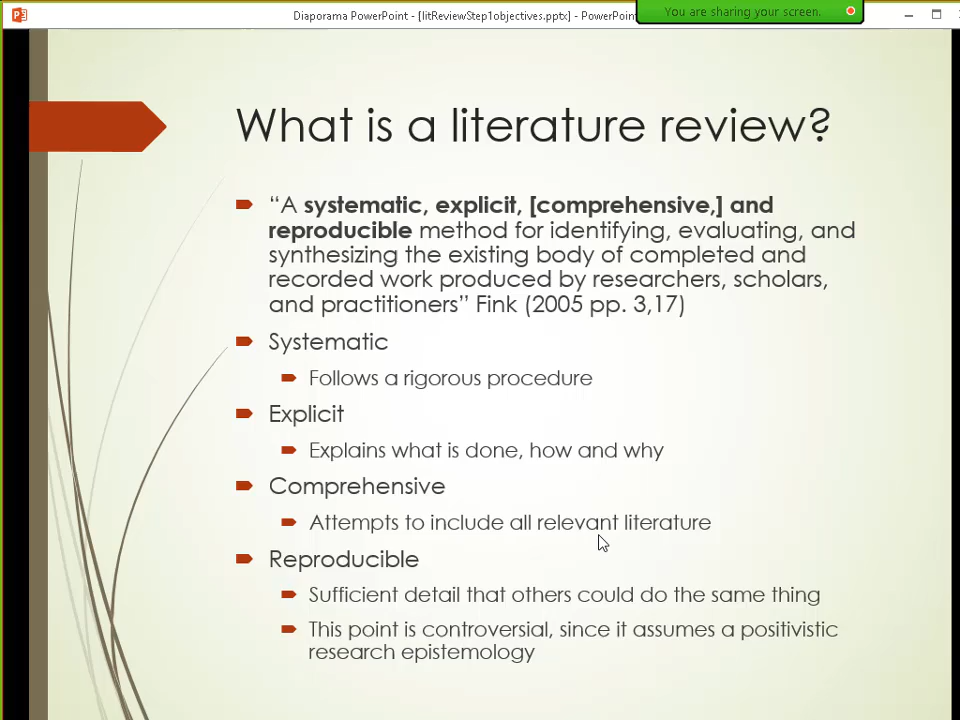 Diaporama PowerPoint - [litReviewStep1objectives.pptx] - PowerPoin
You are sharing your screen.
What is a literature review?
“A systematic, explicit, [comprehensive,] and
reproducible method for identifying, evaluating, and
synthesizing the existing body of completed and
recorded work produced by researchers, scholars,
and practitioners” Fink (2005 pp. 3,17)
Systematic
Follows a rigorous procedure
Explicit
Explains what is done, how and why
Comprehensive
Attempts to include all relevant literature
Reproducible
Sufficient detail that others could do the same thing
This point is controversial, since it assumes a positivistic
research epistemology